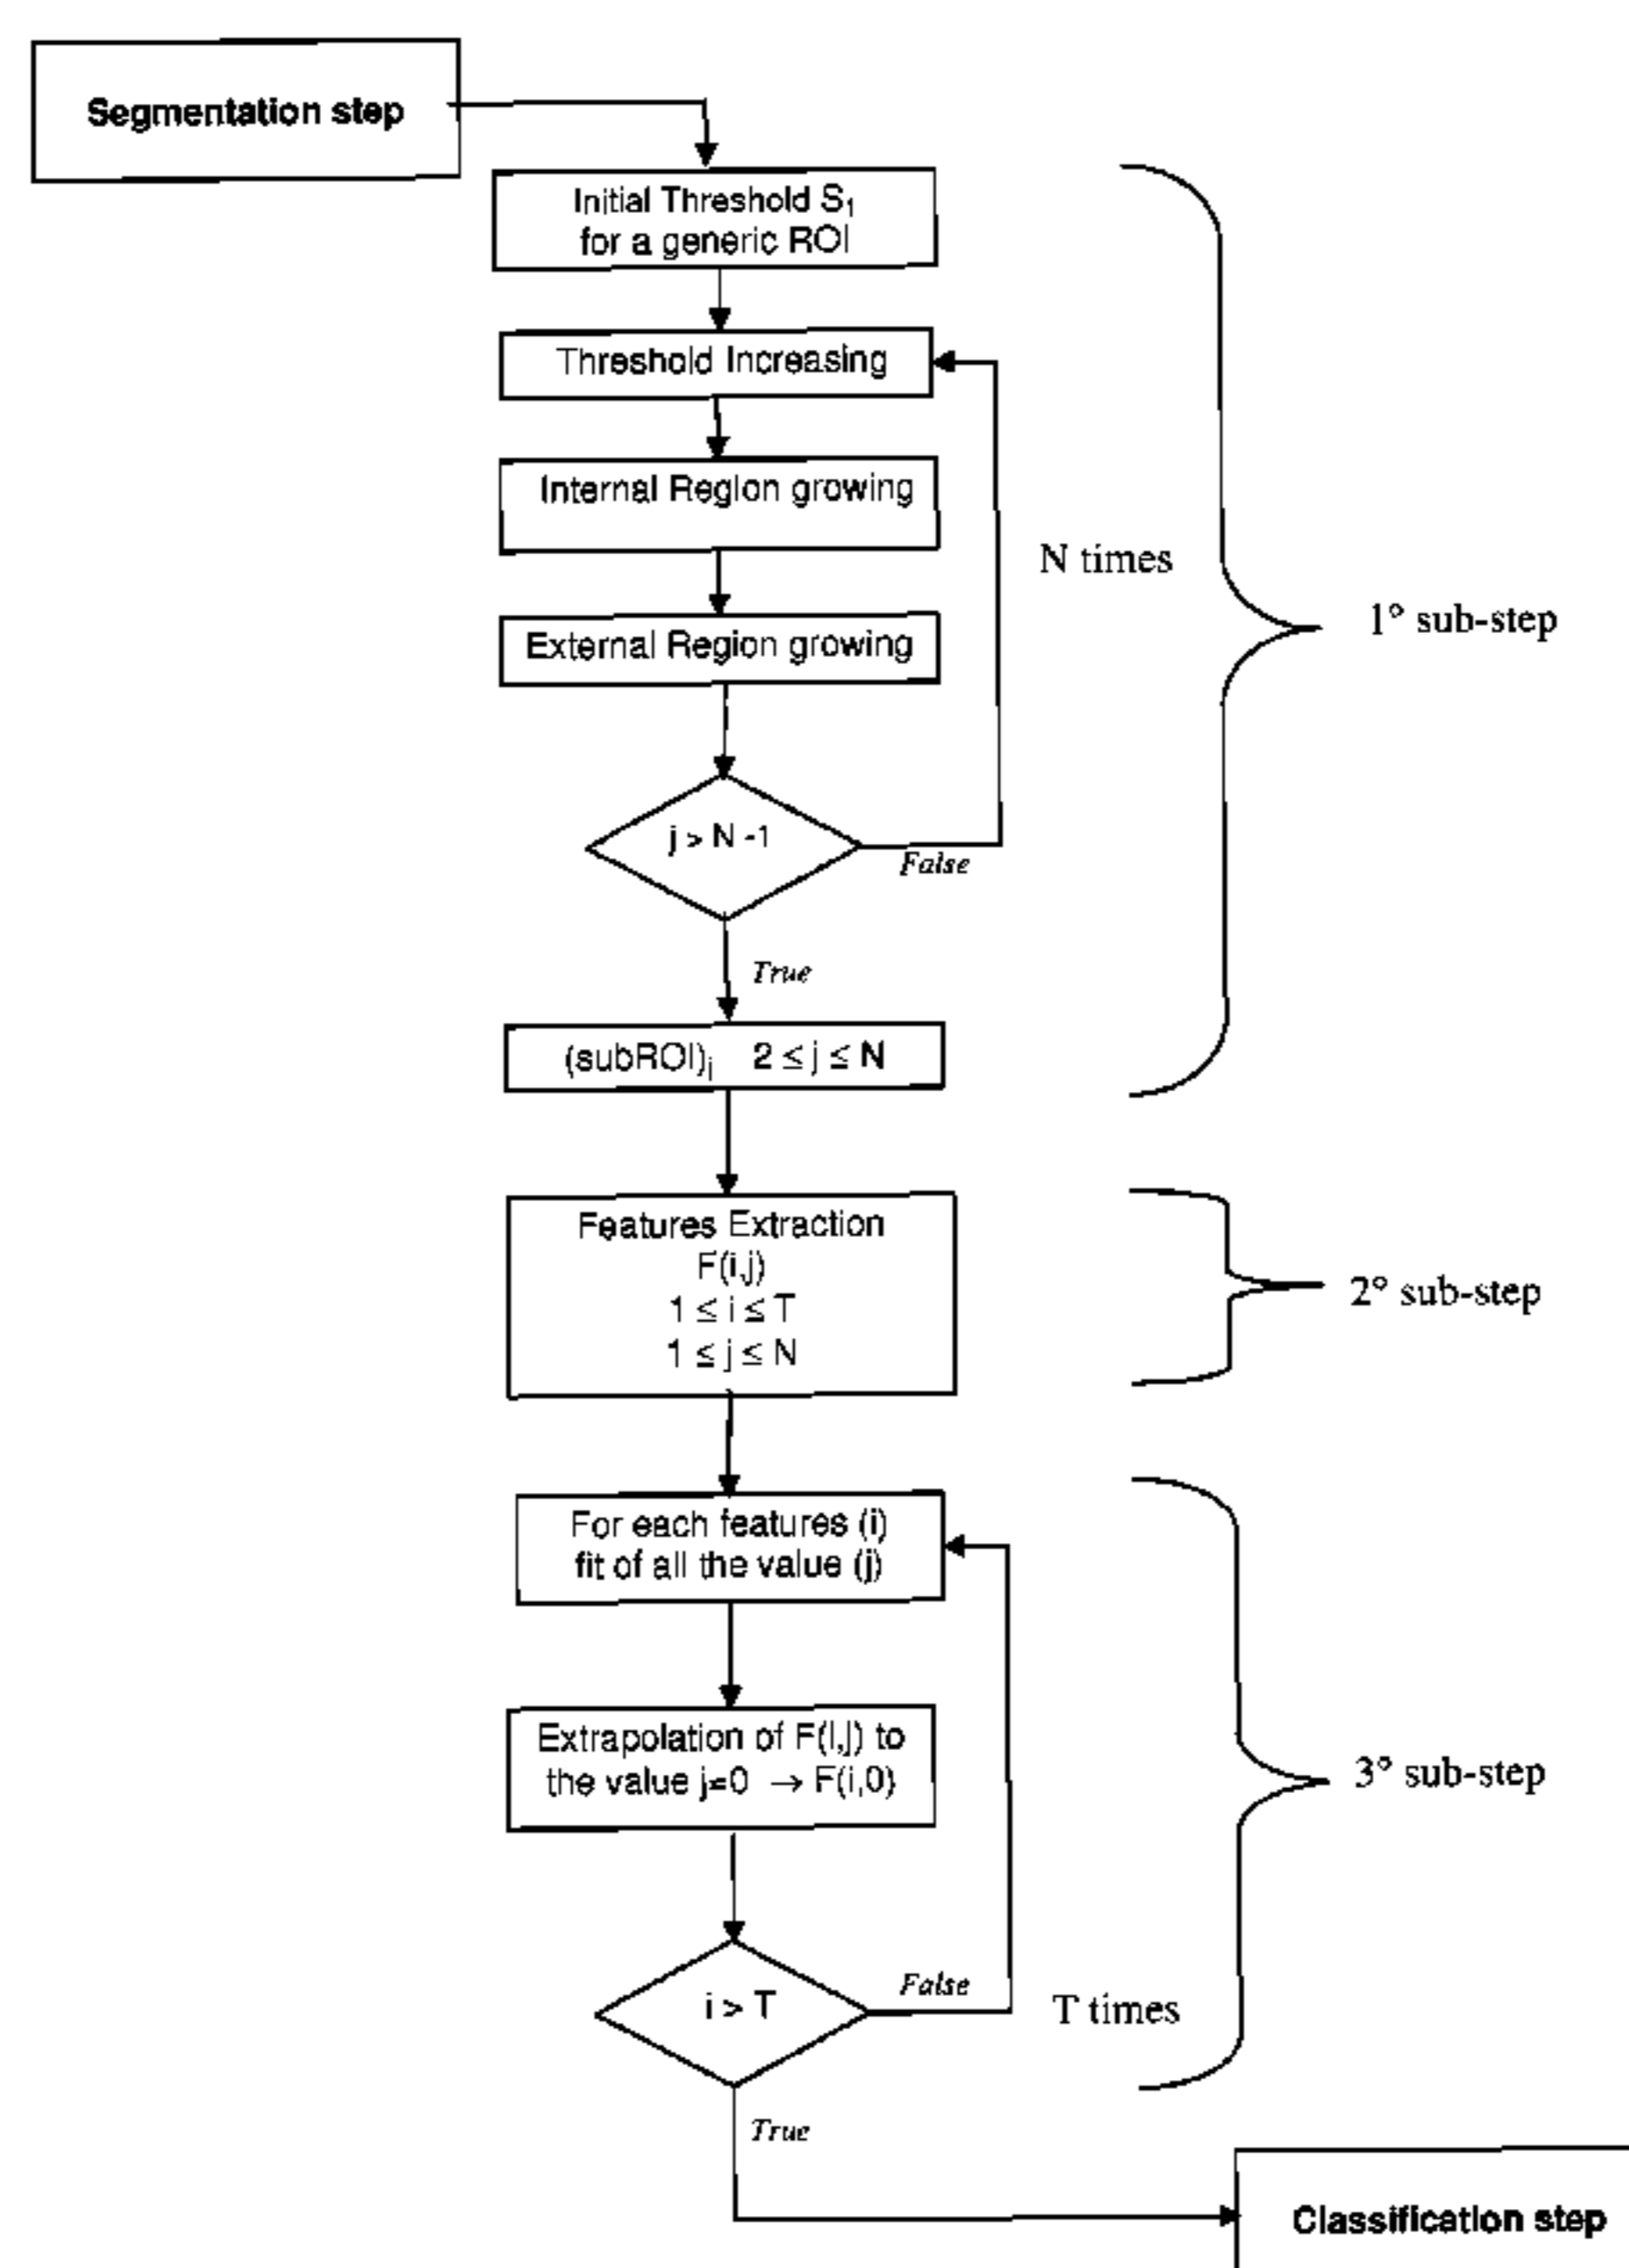 Segmentation step
Initial Threshold S₁
for a generic ROI
Threshold Increasing
Internal Region growing
N times
External Region growing
1° sub-step
j > N -1
False
True
(subROI)ⱼ 2 ≤ j ≤ N
Features Extraction
F(i,j)
1 ≤ i ≤ T
1 ≤ j ≤ N
2° sub-step
For each features (i)
fit of all the value (j)
Extrapolation of F(i,j) to
the value j=0 → F(i,0)
3° sub-step
i > T
False
T times
True
Classification step